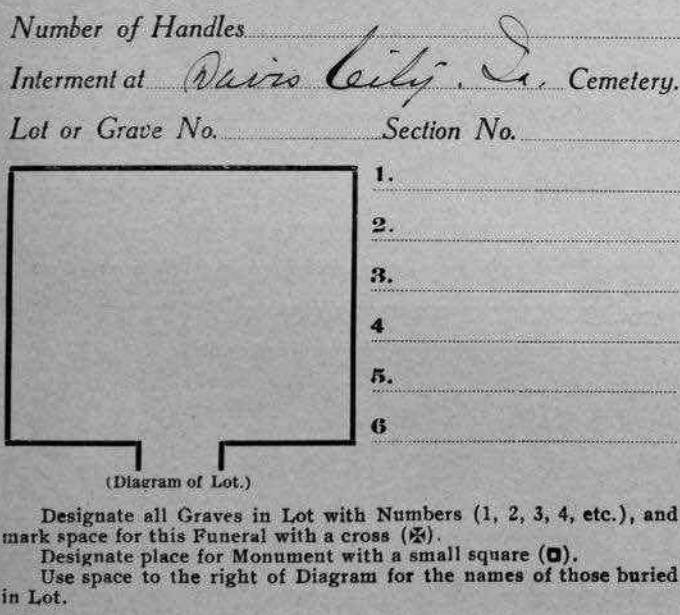 Number of Handles
Interment at Davis City, Ia. Cemetery.
Lot or Grave No. Section No.
1.
2.
3.
4
5.
6
(Diagram of Lot.)
Designate all Graves in Lot with Numbers (1, 2, 3, 4, etc.), and
mark space for this Funeral with a cross (✠).
Designate place for Monument with a small square (◘).
Use space to the right of Diagram for the names of those buried
in Lot.